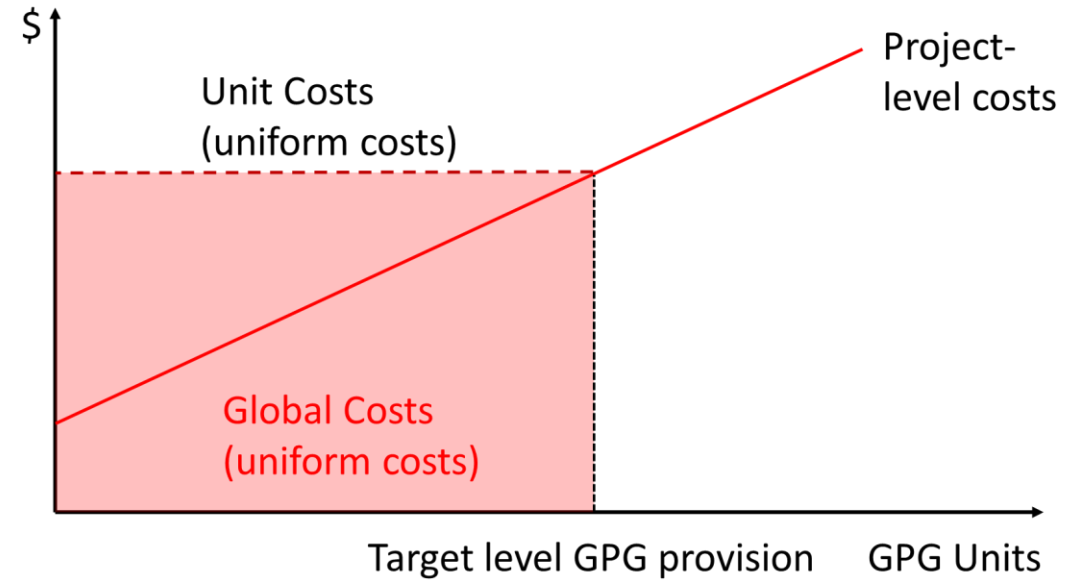 $
Project-
level costs
Unit Costs
(uniform costs)
Global Costs
(uniform costs)
Target level GPG provision
GPG Units